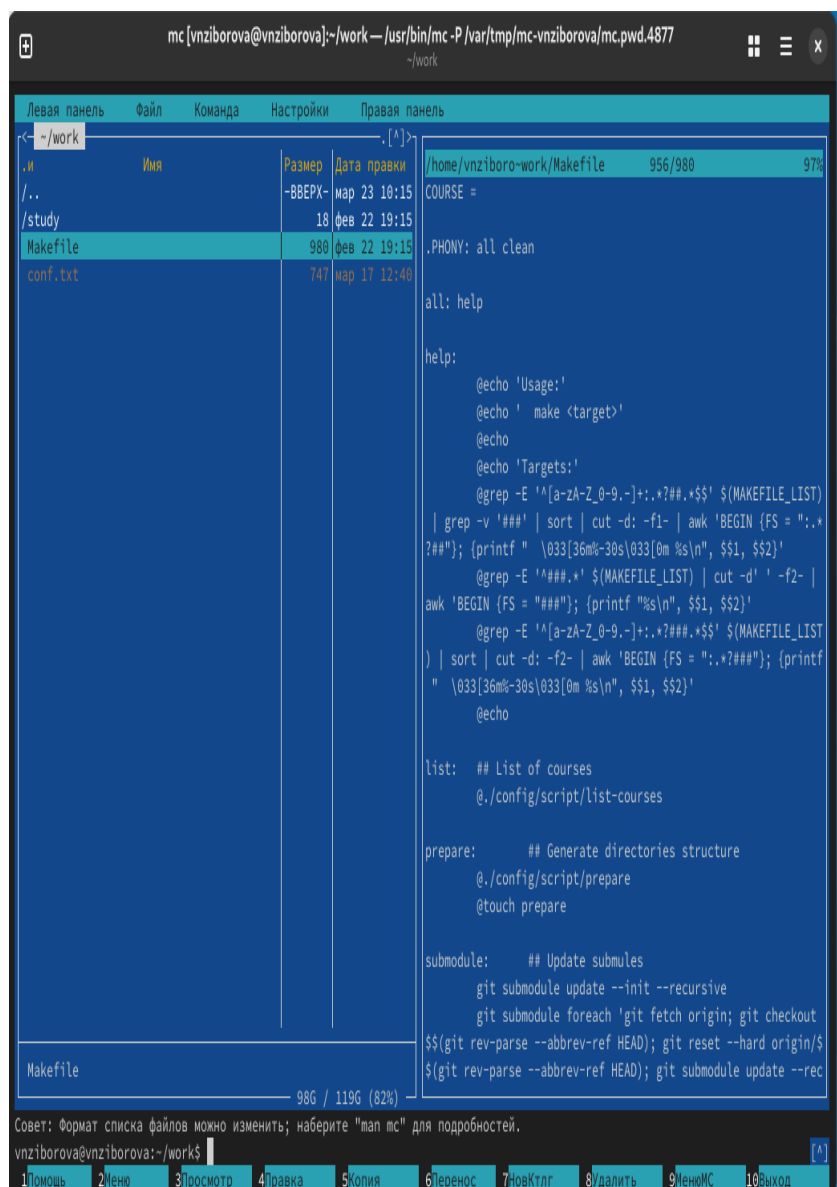 mc [vnziborova@vnziborova]:~/work — /usr/bin/mc -P /var/tmp/mc-vnziborova/mc.pwd.4877
~/work
Левая панель Файл Команда Настройки Правая панель
<- ~/work .[^]>
.и Имя Размер Дата правки
/.. -ВВЕРХ- мар 23 10:15
/study 18 фев 22 19:15
Makefile 980 фев 22 19:15
conf.txt 747 мар 17 12:40
Makefile
98G / 119G (82%)
/home/vnziboro~work/Makefile 956/980 97%
COURSE =
.PHONY: all clean
all: help
help:
@echo 'Usage:'
@echo ' make <target>'
@echo
@echo 'Targets:'
@grep -E '^[a-zA-Z_0-9.-]+:.*?##.*$$' $(MAKEFILE_LIST)
| grep -v '###' | sort | cut -d: -f1- | awk 'BEGIN {FS = ":.*
?##"}; {printf " \033[36m%-30s\033[0m %s\n", $$1, $$2}'
@grep -E '^###.*' $(MAKEFILE_LIST) | cut -d' ' -f2- |
awk 'BEGIN {FS = "###"}; {printf "%s\n", $$1, $$2}'
@grep -E '^[a-zA-Z_0-9.-]+:.*?###.*$$' $(MAKEFILE_LIST
) | sort | cut -d: -f2- | awk 'BEGIN {FS = ":.*?###"}; {printf
" \033[36m%-30s\033[0m %s\n", $$1, $$2}'
@echo
list: ## List of courses
@./config/script/list-courses
prepare: ## Generate directories structure
@./config/script/prepare
@touch prepare
submodule: ## Update submules
git submodule update --init --recursive
git submodule foreach 'git fetch origin; git checkout
$$(git rev-parse --abbrev-ref HEAD); git reset --hard origin/$
$(git rev-parse --abbrev-ref HEAD); git submodule update --rec
Совет: Формат списка файлов можно изменить; наберите "man mc" для подробностей.
vnziborova@vnziborova:~/work$ [^]
1Помощь 2Меню 3Просмотр 4Правка 5Копия 6Перенос 7НовКтлг 8Удалить 9МенюMC 10Выход